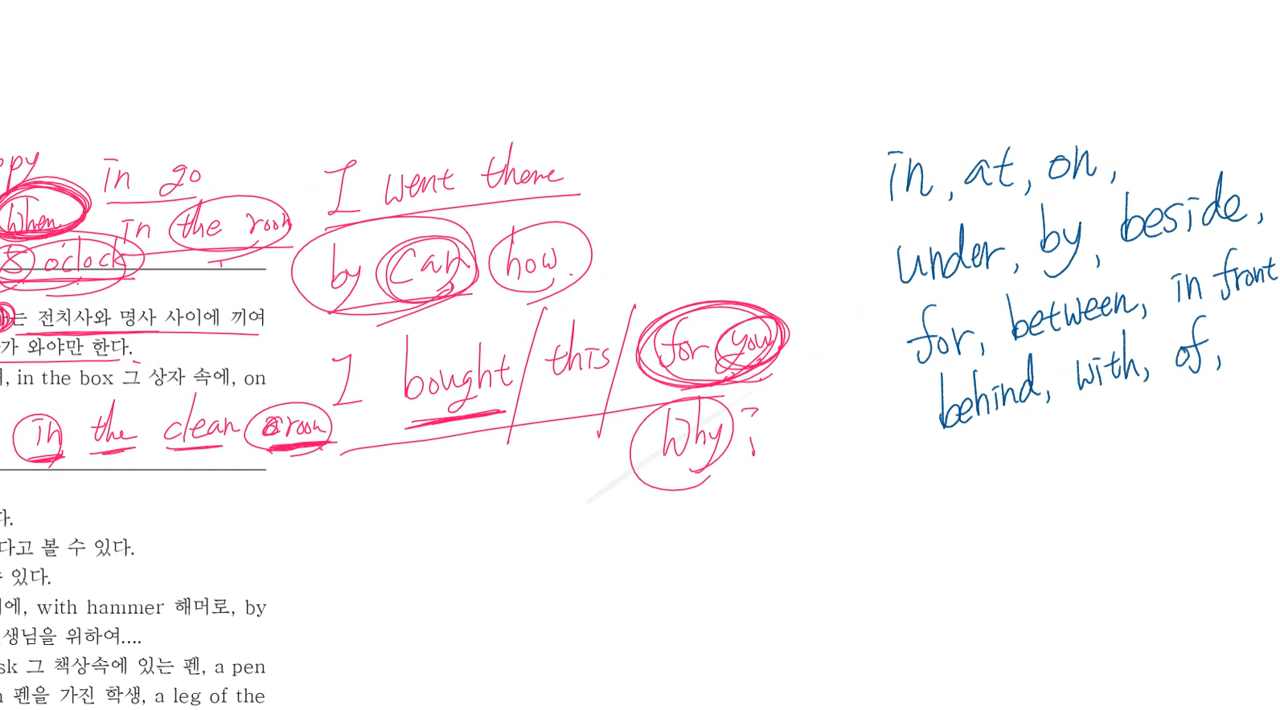 in go
When
in the room
8 o'clock
는 전치사와 명사 사이에 끼여
가 와야만 한다.
, in the box 그 상자 속에, on
in the clean room
다.
다고 볼 수 있다.
있다.
에, with hammer 해머로, by
생님을 위하여....
sk 그 책상속에 있는 펜, a pen
펜을 가진 학생, a leg of the
I went there
by car how.
I bought / this / for you
Why?
in, at, on,
under, by, beside,
for, between, in front
behind, with, of,